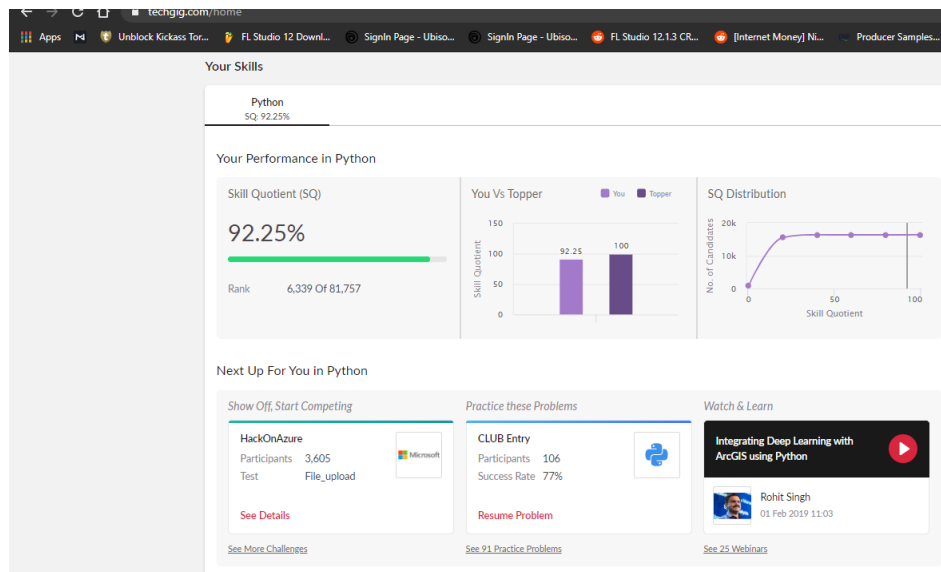 techgig.com/home
Apps
Unblock Kickass Tor...
FL Studio 12 Downl...
SignIn Page - Ubiso...
SignIn Page - Ubiso...
FL Studio 12.1.3 CR...
[Internet Money] Ni...
Producer Samples...
Your Skills
Python
SQ: 92.25%
Your Performance in Python
Skill Quotient (SQ)
92.25%
Rank 6,339 Of 81,757
You Vs Topper
You
Topper
150
100
50
0
Skill Quotient
92.25
100
SQ Distribution
20k
10k
0
No. of Candidates
0 50 100
Skill Quotient
Next Up For You in Python
Show Off, Start Competing
HackOnAzure
Participants 3,605
Test File_upload
Microsoft
See Details
See More Challenges
Practice these Problems
CLUB Entry
Participants 106
Success Rate 77%
Resume Problem
See 91 Practice Problems
Watch & Learn
Integrating Deep Learning with
ArcGIS using Python
Rohit Singh
01 Feb 2019 11:03
See 25 Webinars